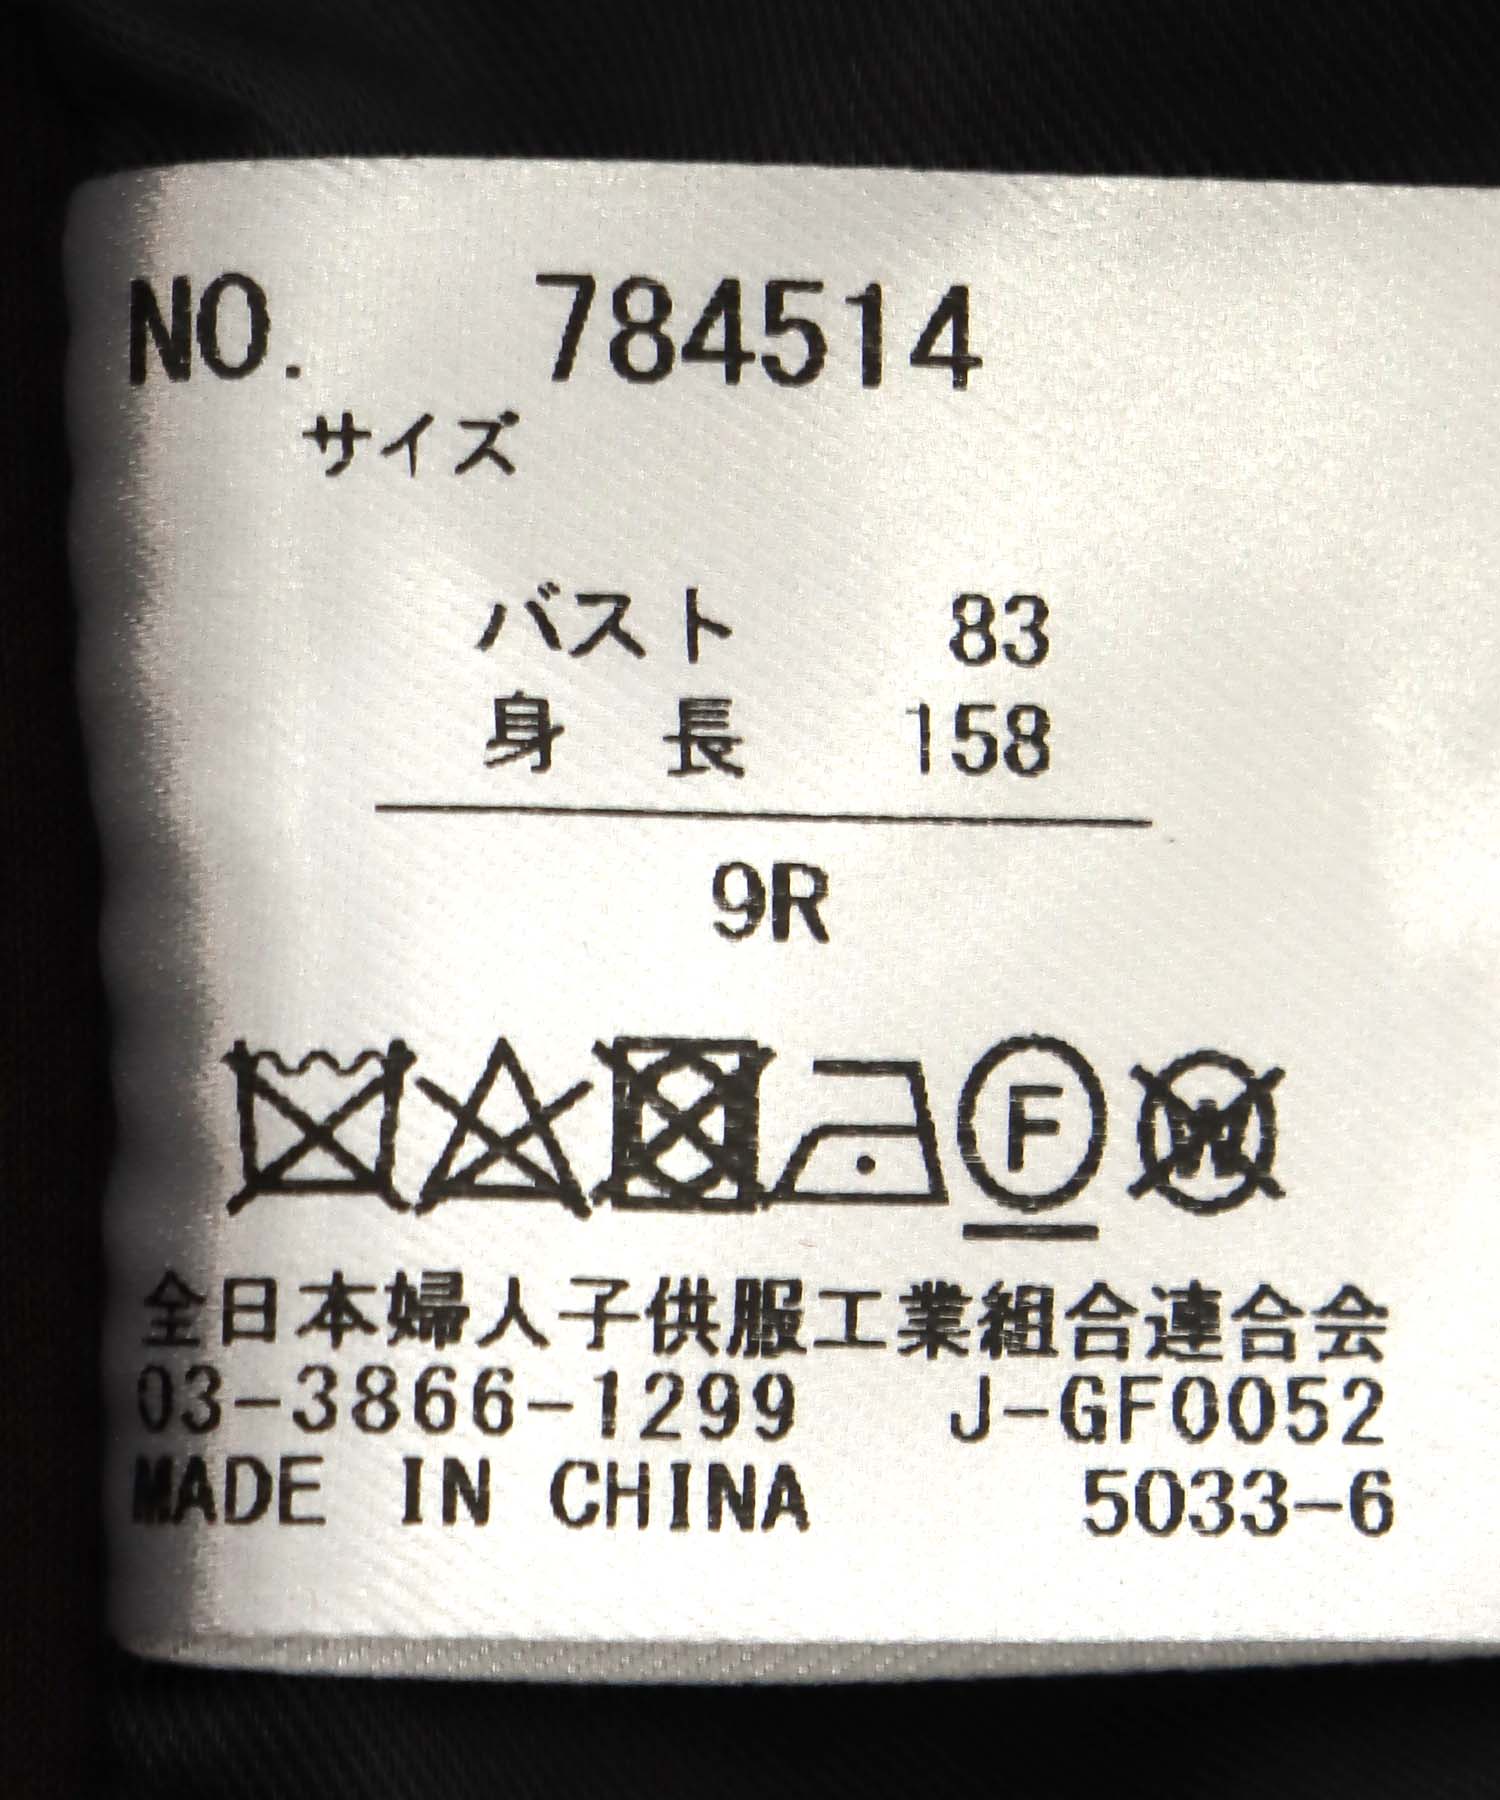 NO. 784514
サイズ
バスト 83
身長 158
9R
F W
全日本婦人子供服工業組合連合会
03-3866-1299 J-GF0052
MADE IN CHINA 5033-6